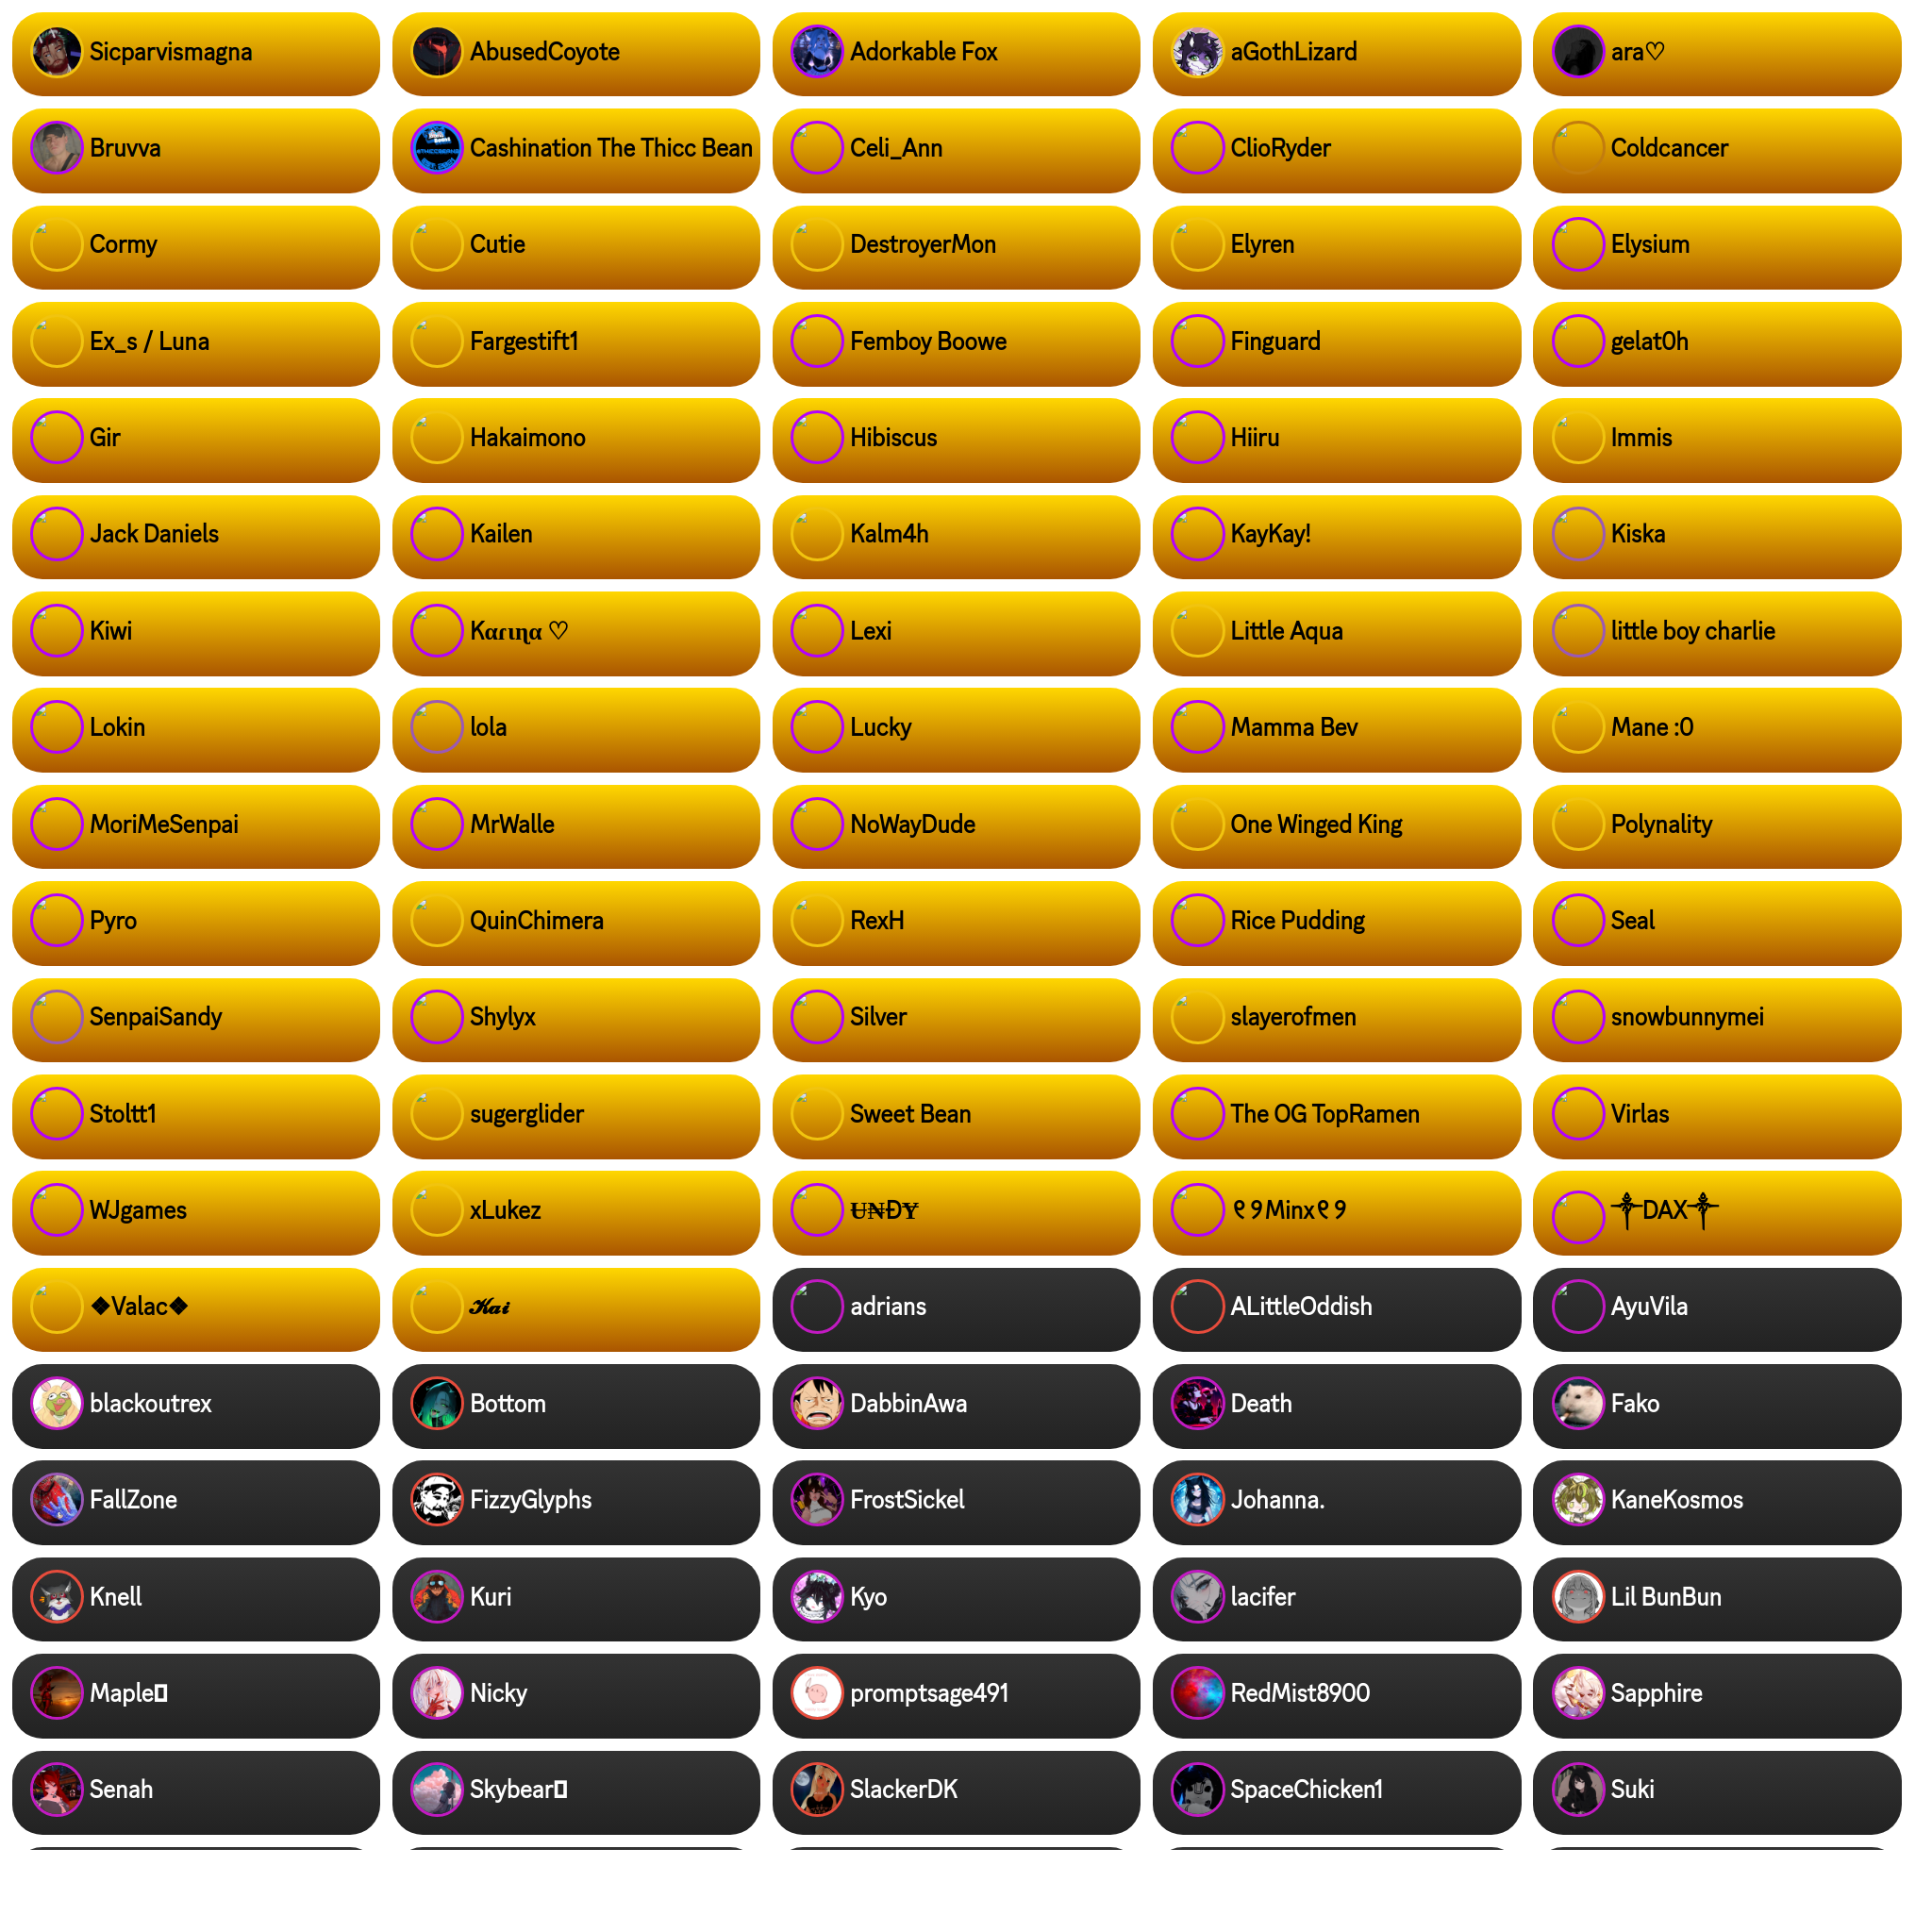 Sicparvismagna
AbusedCoyote
Adorkable Fox
aGothLizard
ara♡
Bruvva
Cashination The Thicc Bean
Celi_Ann
ClioRyder
Coldcancer
Cormy
Cutie
DestroyerMon
Elyren
Elysium
Ex_s / Luna
Fargestift1
Femboy Boowe
Finguard
gelat0h
Gir
Hakaimono
Hibiscus
Hiiru
Immis
Jack Daniels
Kailen
Kalm4h
KayKay!
Kiska
Kiwi
Kαɾιɳα ♡
Lexi
Little Aqua
little boy charlie
Lokin
lola
Lucky
Mamma Bev
Mane :0
MoriMeSenpai
MrWalle
NoWayDude
One Winged King
Polynality
Pyro
QuinChimera
RexH
Rice Pudding
Seal
SenpaiSandy
Shylyx
Silver
slayerofmen
snowbunnymei
Stoltt1
sugerglider
Sweet Bean
The OG TopRamen
Virlas
WJgames
xLukez
ᵾ₦ĐɎ
୧୨Minx୧୨
⸸DAX⸸
❖Valac❖
𝓚𝓪𝓲
adrians
ALittleOddish
AyuVila
blackoutrex
Bottom
DabbinAwa
Death
Fako
FallZone
FizzyGlyphs
FrostSickel
Johanna.
KaneKosmos
Knell
Kuri
Kyo
lacifer
Lil BunBun
Maple
Nicky
promptsage491
RedMist8900
Sapphire
Senah
Skybear
SlackerDK
SpaceChicken1
Suki